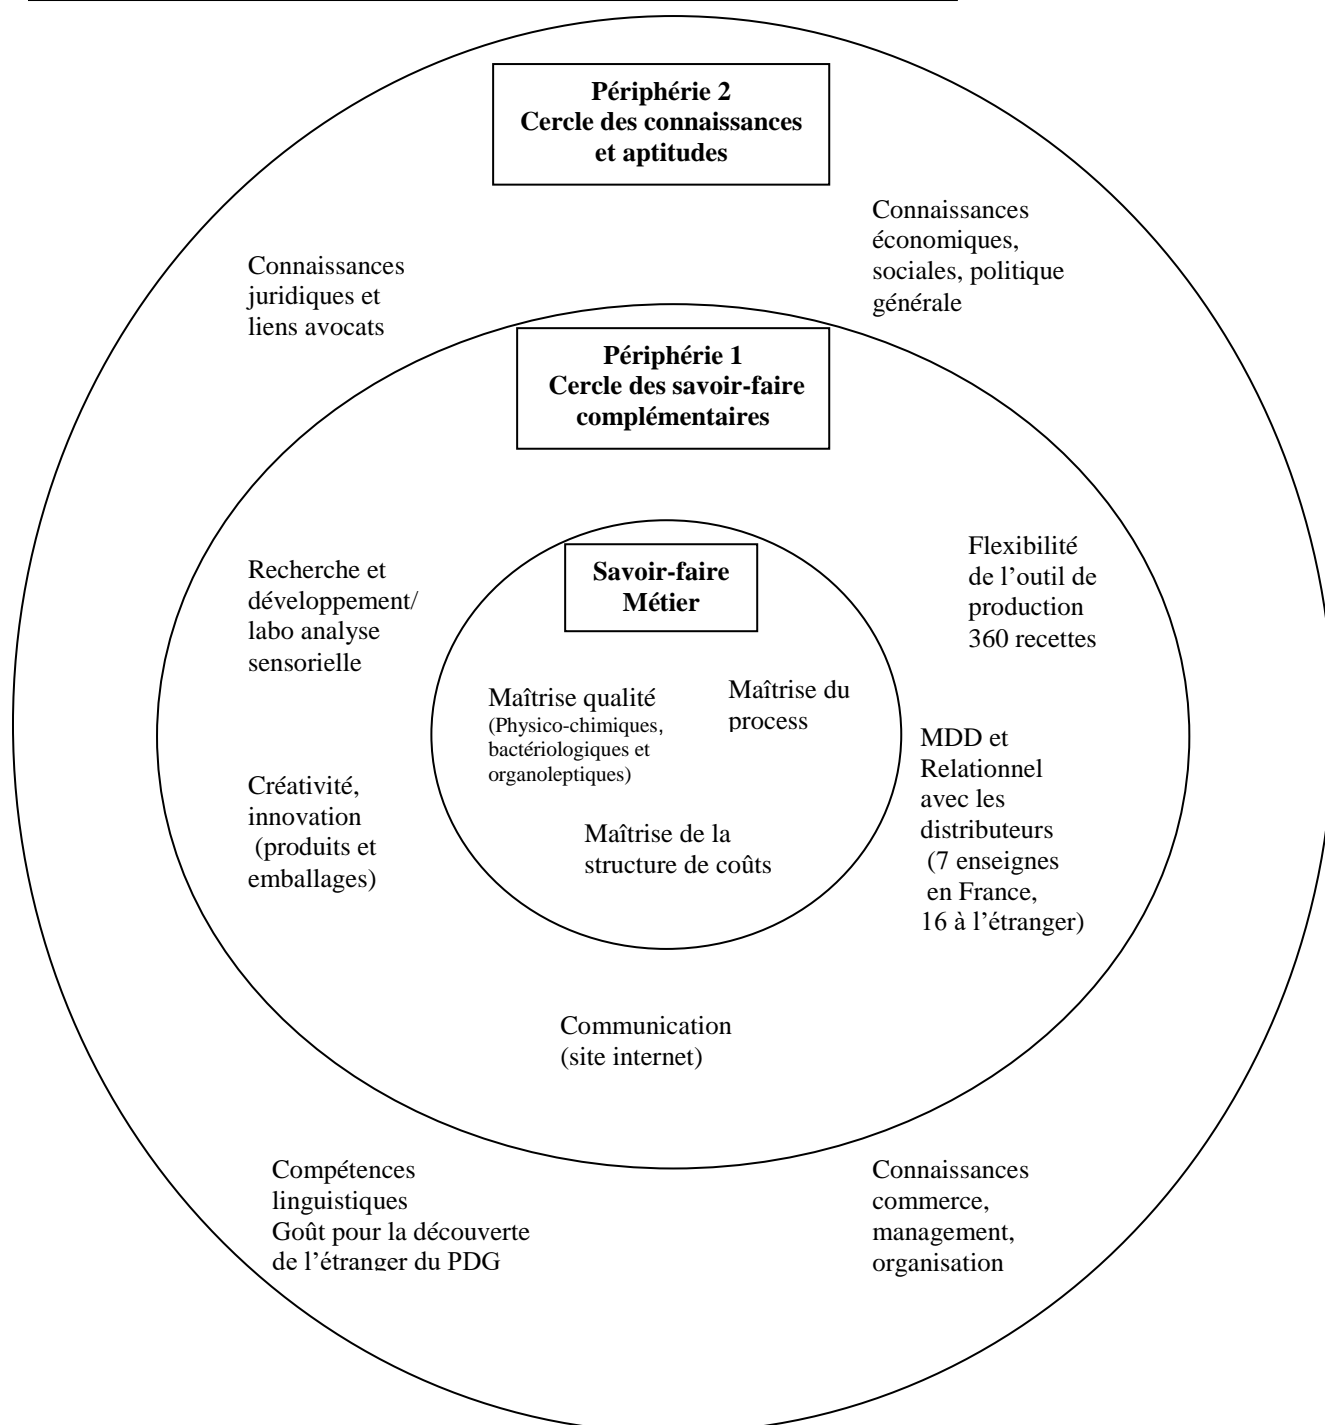 Périphérie 2
Cercle des connaissances
et aptitudes
Connaissances
économiques,
sociales, politique
générale
Connaissances
juridiques et
liens avocats
Périphérie 1
Cercle des savoir-faire
complémentaires
Savoir-faire
Métier
Recherche et
développement/
labo analyse
sensorielle
Flexibilité
de l’outil de
production
360 recettes
Maîtrise qualité
(Physico-chimiques,
bactériologiques et
organoleptiques)
Maîtrise du
process
MDD et
Relationnel
avec les
distributeurs
(7 enseignes
en France,
16 à l’étranger)
Créativité,
innovation
(produits et
emballages)
Maîtrise de la
structure de coûts
Communication
(site internet)
Compétences
linguistiques
Goût pour la découverte
de l’étranger du PDG
Connaissances
commerce,
management,
organisation